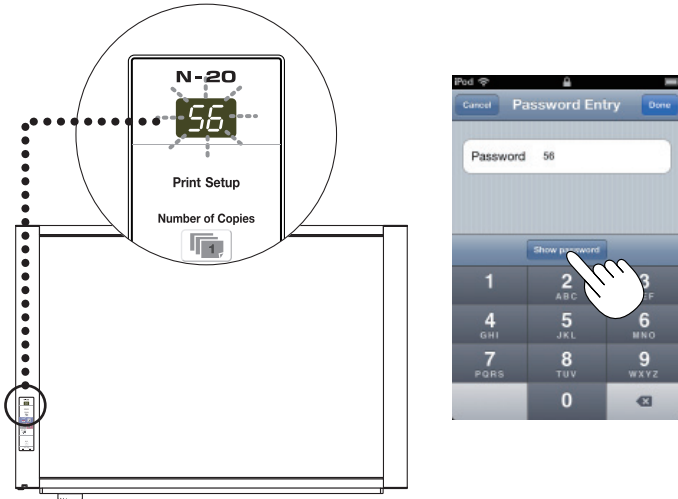 N-20
56
Print Setup
Number of Copies
1
iPod
Cancel Password Entry Done
Password 56
Show password
1 2 3
ABC EF
4 5 6
GHI JKL MNO
7 8 9
PQRS TUV WXYZ
0